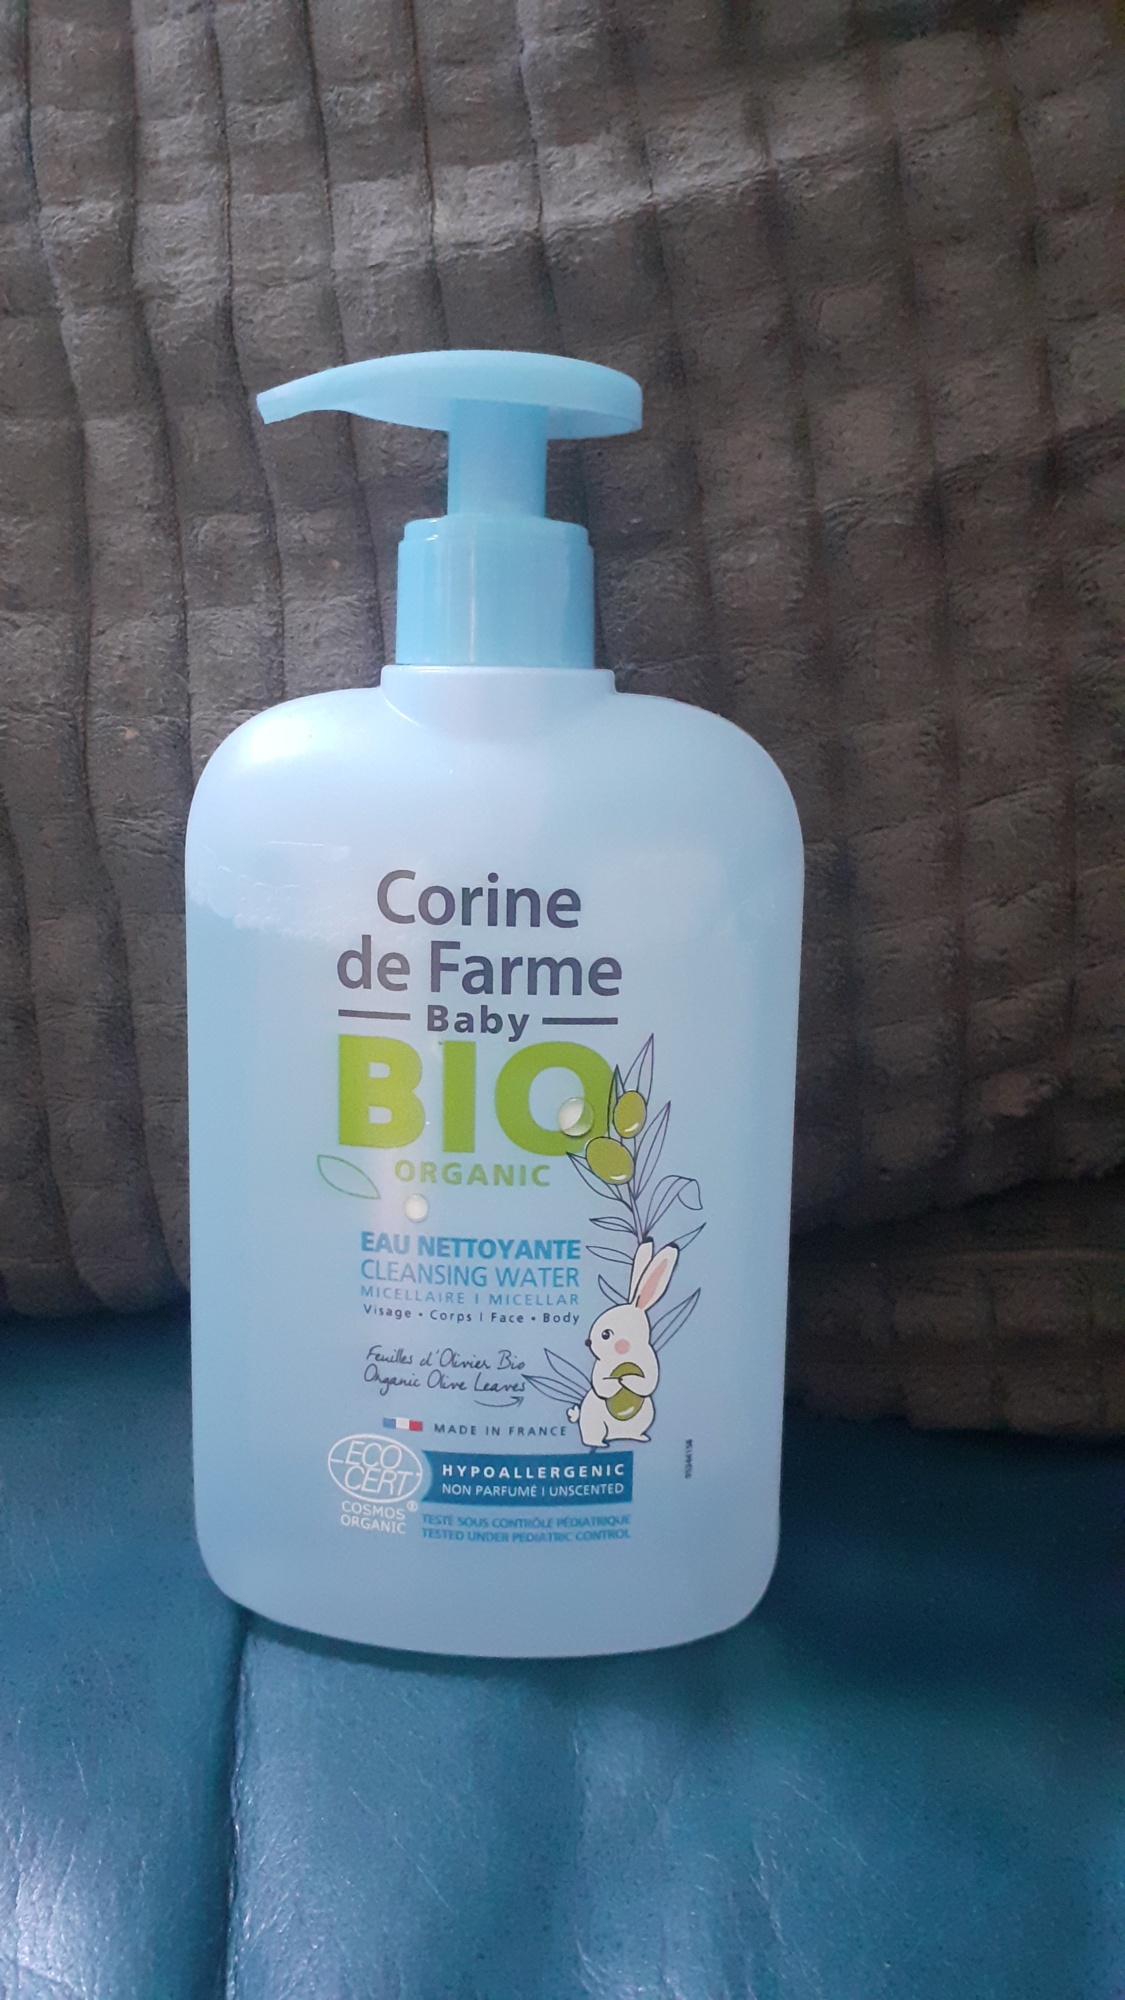 Corine
de Farme
Baby
BIO
ORGANIC
EAU NETTOYANTE
CLEANSING WATER
MICELLAIRE I MICELLAR
Visage • Corps | Face • Body
Feuilles d'Olivier Bio
Organic Olive Leaves
MADE IN FRANCE
ECO
CERT
COSMOS
ORGANIC
®
HYPOALLERGENIC
NON PARFUMÉ I UNSCENTED
TESTÉ SOUS CONTRÔLE PÉDIATRIQUE
TESTED UNDER PEDIATRIC CONTROL